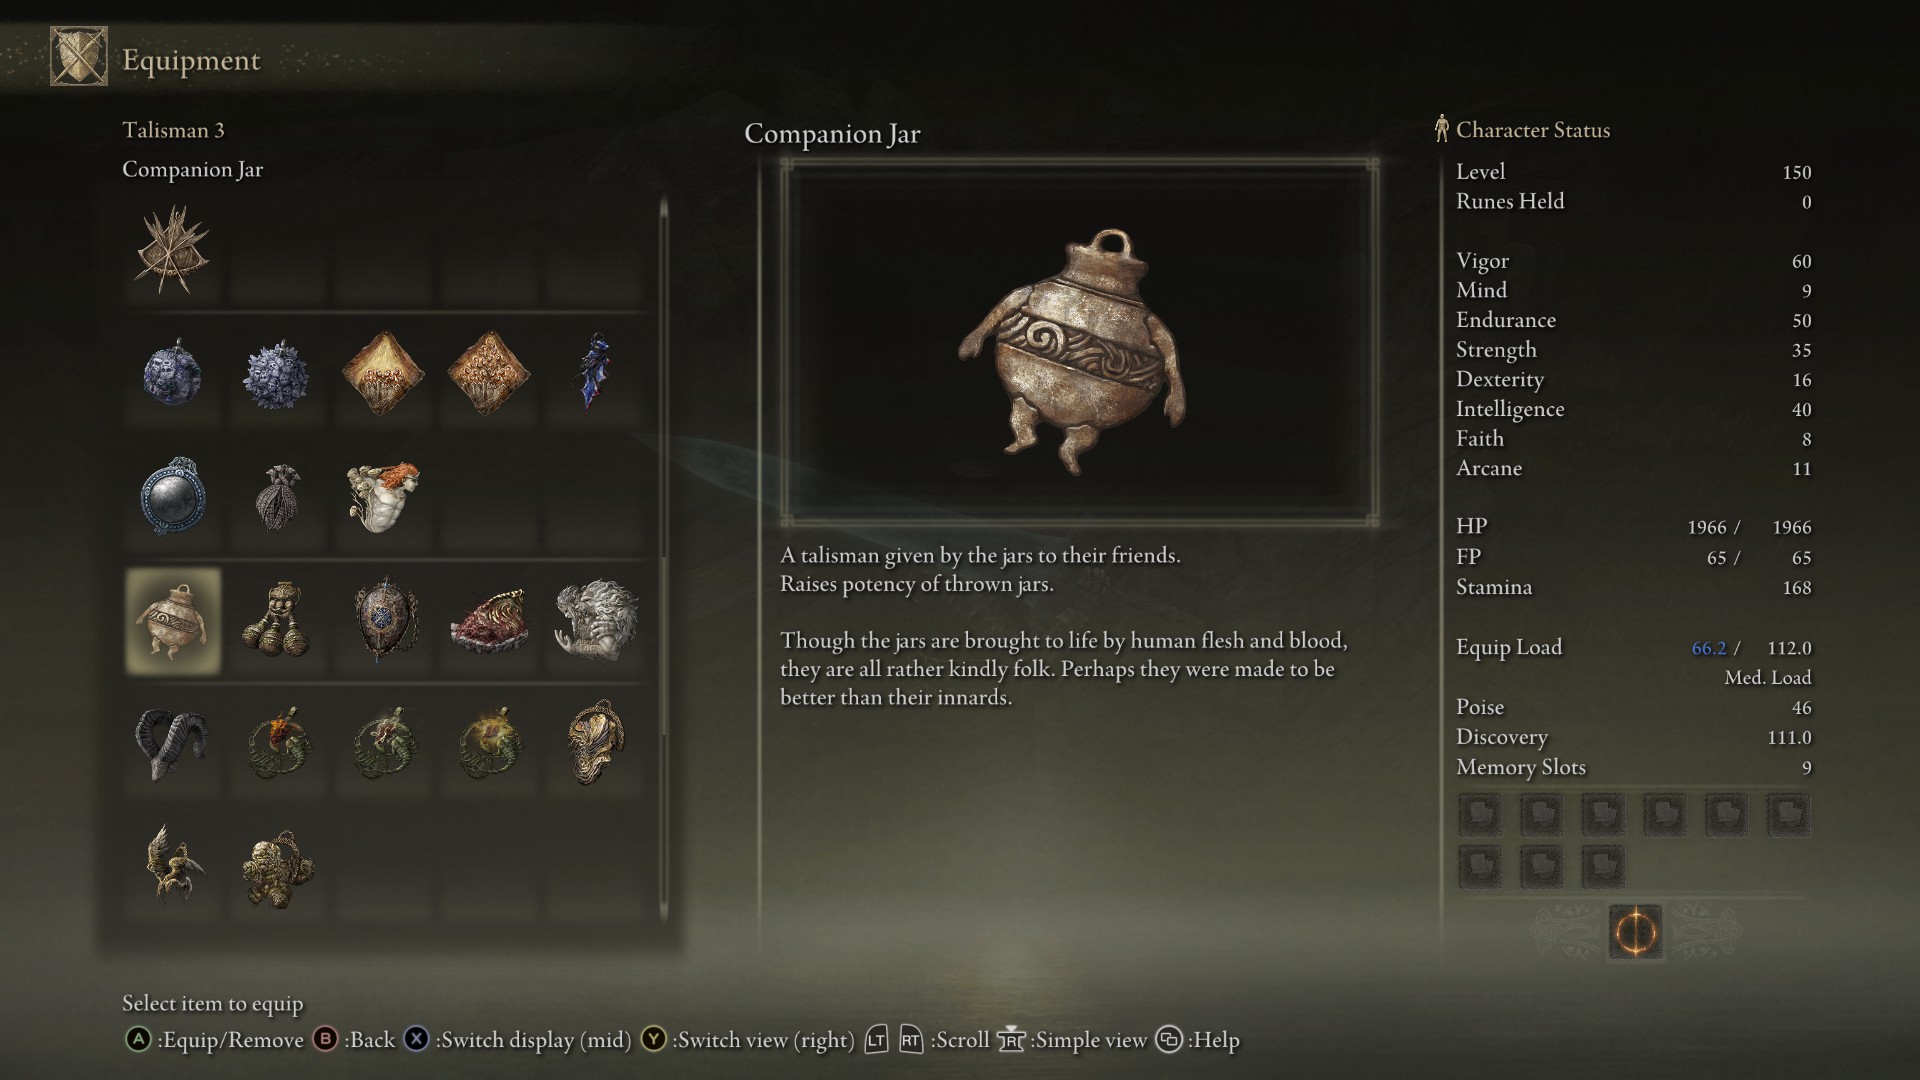 Equipment
Talisman 3
Companion Jar
Companion Jar
A talisman given by the jars to their friends.
Raises potency of thrown jars.
Though the jars are brought to life by human flesh and blood,
they are all rather kindly folk. Perhaps they were made to be
better than their innards.
Character Status
Level 150
Runes Held 0
Vigor 60
Mind 9
Endurance 50
Strength 35
Dexterity 16
Intelligence 40
Faith 8
Arcane 11
HP 1966 / 1966
FP 65 / 65
Stamina 168
Equip Load 66.2 / 112.0
Med. Load
Poise 46
Discovery 111.0
Memory Slots 9
Select item to equip
A :Equip/Remove B :Back X :Switch display (mid) Y :Switch view (right) LT RT :Scroll R :Simple view :Help